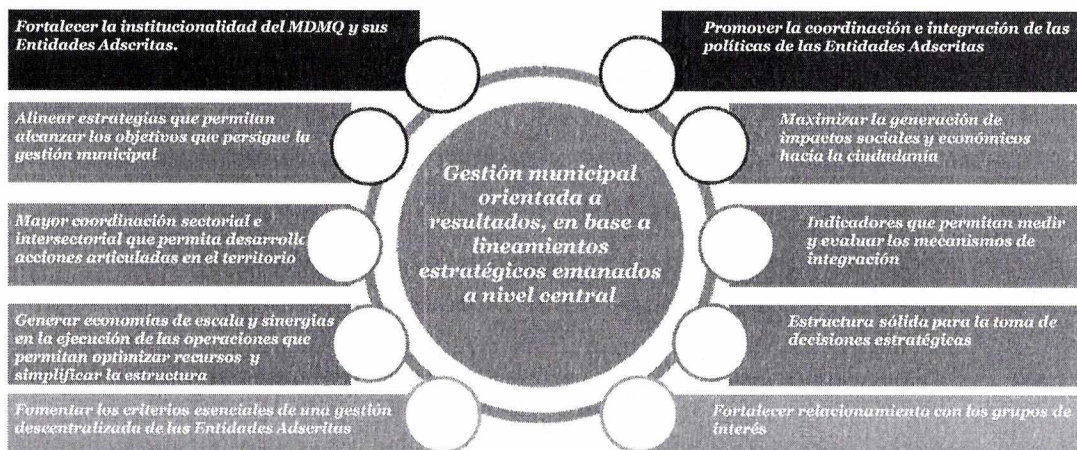 Fortalecer la institucionalidad del MDMQ y sus
Entidades Adscritas.
Alinear estrategias que permitan
alcanzar los objetivos que persigue la
gestión municipal
Mayor coordinación sectorial e
intersectorial que permita desarrolla
acciones articuladas en el territorio
Generar economías de escala y sinergias
en la ejecución de las operaciones que
permitan optimizar recursos y
simplificar la estructura
Fomentar los criterios esenciales de una gestión
descentralizada de las Entidades Adscritas
Gestión municipal
orientada a
resultados, en base a
lineamientos
estratégicos emanados
a nivel central
Promover la coordinación e integración de las
políticas de las Entidades Adscritas
Maximizar la generación de
impactos sociales y económicos
hacia la ciudadanía
Indicadores que permitan medir
y evaluar los mecanismos de
integración
Estructura sólida para la toma de
decisiones estratégicas
Fortalecer relacionamiento con los grupos de
interés